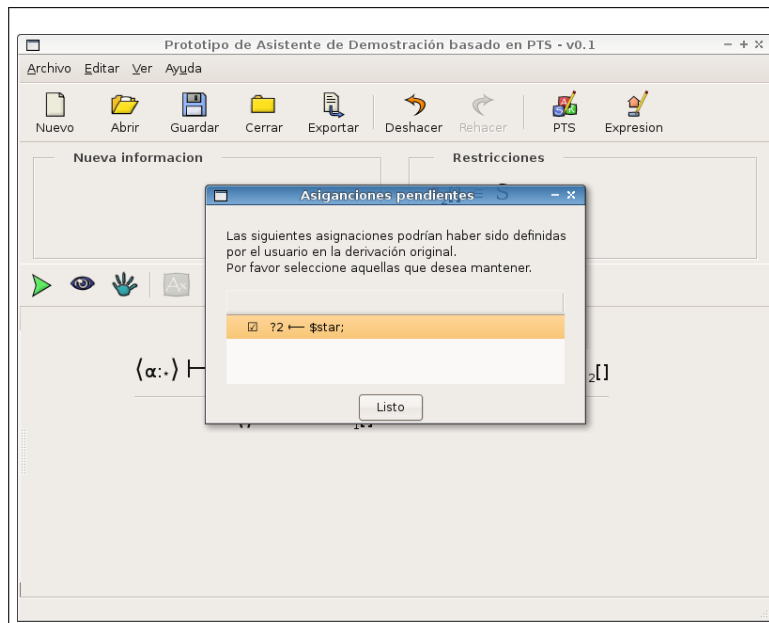 Prototipo de Asistente de Demostración basado en PTS - v0.1
Archivo Editar Ver Ayuda
Nuevo Abrir Guardar Cerrar Exportar Deshacer Rehacer PTS Expresion
Nueva informacion Restricciones
Asiganciones pendientes
Las siguientes asignaciones podrían haber sido definidas
por el usuario en la derivación original.
Por favor seleccione aquellas que desea mantener.
☑ ?2 ⟵ $star;
⟨α:*⟩ ⊢ ₂[]
Listo